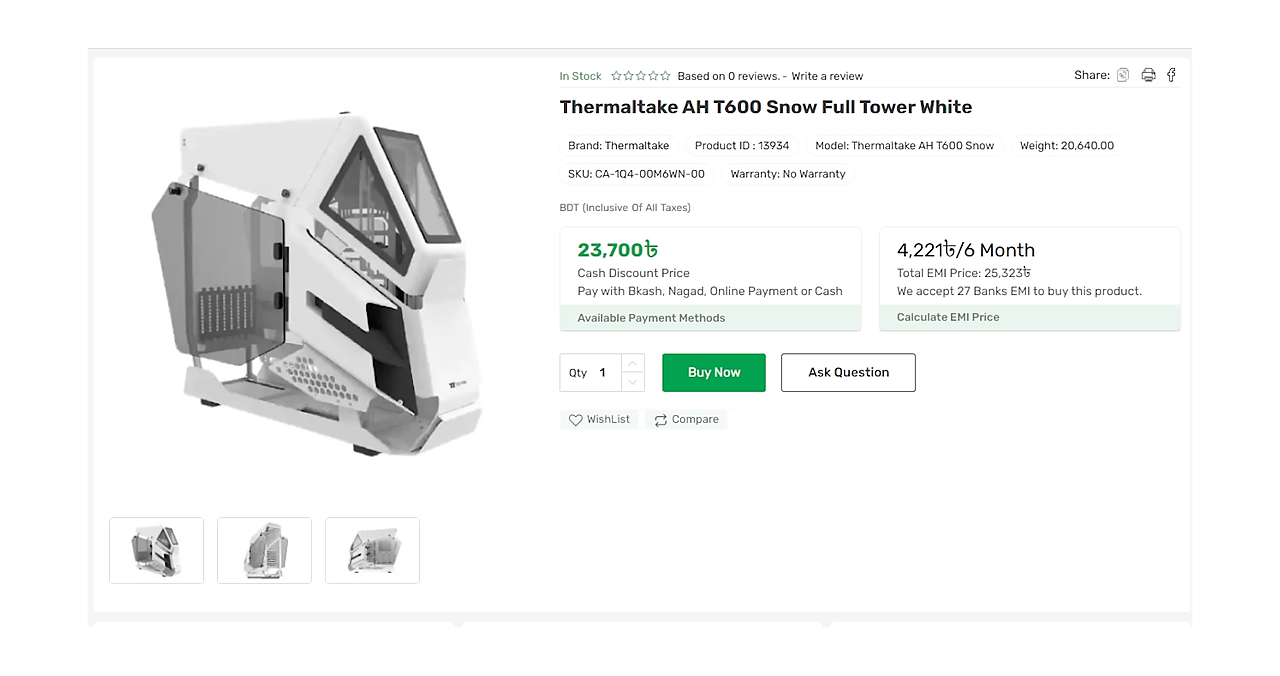 In Stock Based on 0 reviews. - Write a review Share:
Thermaltake AH T600 Snow Full Tower White
Brand: Thermaltake Product ID : 13934 Model: Thermaltake AH T600 Snow Weight: 20,640.00
SKU: CA-1Q4-00M6WN-00 Warranty: No Warranty
BDT (Inclusive Of All Taxes)
23,700৳
Cash Discount Price
Pay with Bkash, Nagad, Online Payment or Cash
Available Payment Methods
4,221৳/6 Month
Total EMI Price: 25,323৳
We accept 27 Banks EMI to buy this product.
Calculate EMI Price
Qty 1 Buy Now Ask Question
WishList Compare